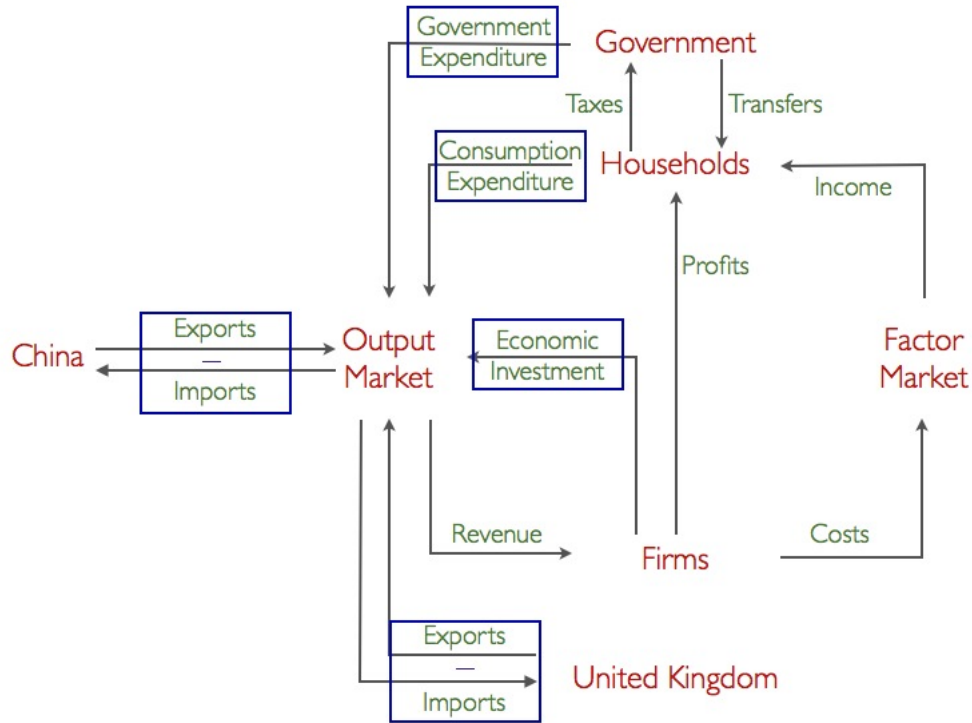 Government
Expenditure
Government
Taxes
Transfers
Consumption
Expenditure
Households
Income
Profits
Exports
–
Imports
China
Output
Market
Economic
Investment
Factor
Market
Revenue
Firms
Costs
Exports
–
Imports
United Kingdom